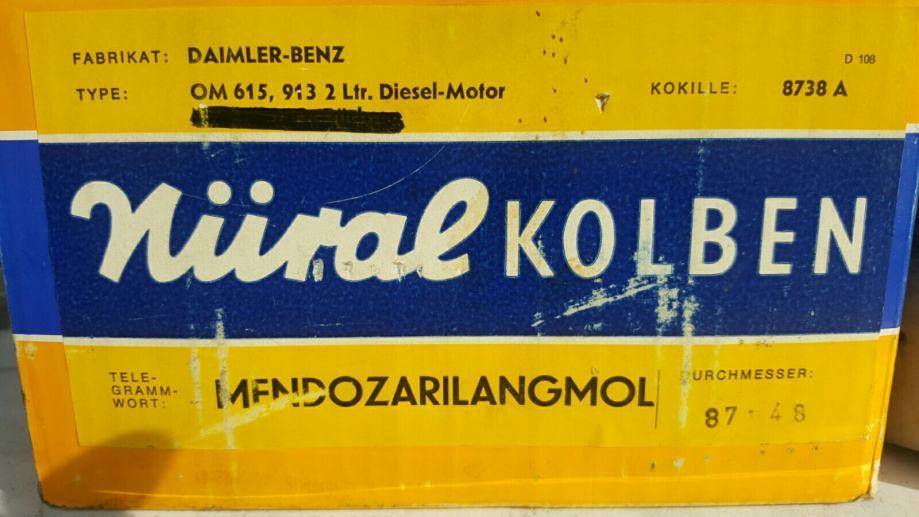 FABRIKAT: DAIMLER-BENZ
D 108
TYPE: OM 615, 913 2 Ltr. Diesel-Motor KOKILLE: 8738 A
Nüral KOLBEN
TELE-
GRAMM-
WORT:
MENDOZARILANGMOL
DURCHMESSER:
87 - 48